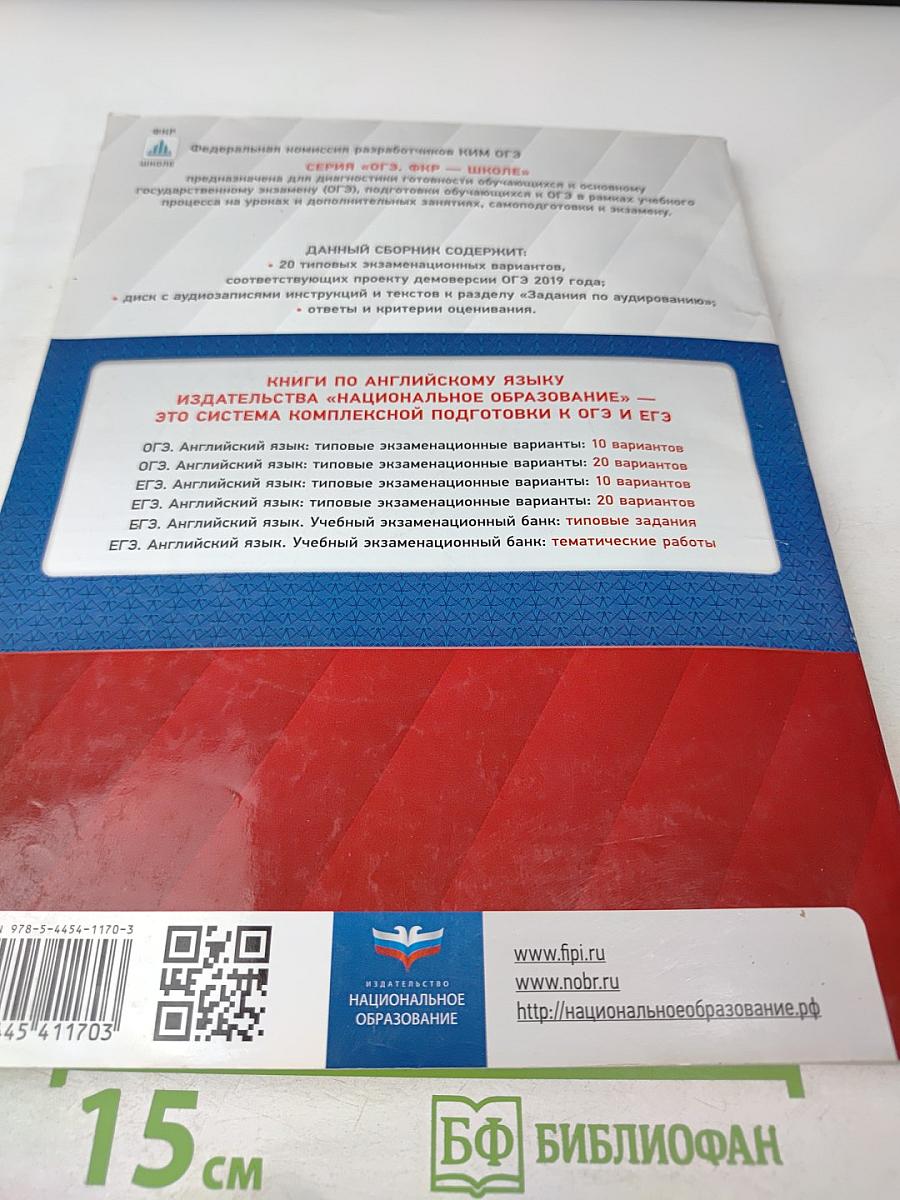 ФКР
ШКОЛЕ
Федеральная комиссия разработчиков КИМ ОГЭ
СЕРИЯ «ОГЭ. ФКР — ШКОЛЕ»
предназначена для диагностики готовности обучающихся к основному
государственному экзамену (ОГЭ), подготовки обучающихся к ОГЭ в рамках учебного
процесса на уроках и дополнительных занятиях, самоподготовки к экзамену.
ДАННЫЙ СБОРНИК СОДЕРЖИТ:
• 20 типовых экзаменационных вариантов,
соответствующих проекту демоверсии ОГЭ 2019 года;
• диск с аудиозаписями инструкций и текстов к разделу «Задания по аудированию»;
• ответы и критерии оценивания.
КНИГИ ПО АНГЛИЙСКОМУ ЯЗЫКУ
ИЗДАТЕЛЬСТВА «НАЦИОНАЛЬНОЕ ОБРАЗОВАНИЕ» —
ЭТО СИСТЕМА КОМПЛЕКСНОЙ ПОДГОТОВКИ К ОГЭ И ЕГЭ
ОГЭ. Английский язык: типовые экзаменационные варианты: 10 вариантов
ОГЭ. Английский язык: типовые экзаменационные варианты: 20 вариантов
ЕГЭ. Английский язык: типовые экзаменационные варианты: 10 вариантов
ЕГЭ. Английский язык: типовые экзаменационные варианты: 20 вариантов
БГЭ. Английский язык. Учебный экзаменационный банк: типовые задания
ЕГЭ. Английский язык. Учебный экзаменационный банк: тематические работы
978-5-4454-1170-3
45 411703
ИЗДАТЕЛЬСТВО
НАЦИОНАЛЬНОЕ
ОБРАЗОВАНИЕ
www.fipi.ru
www.nobr.ru
http://национальноеобразование.рф
15 см
БФ БИБЛИОФАН